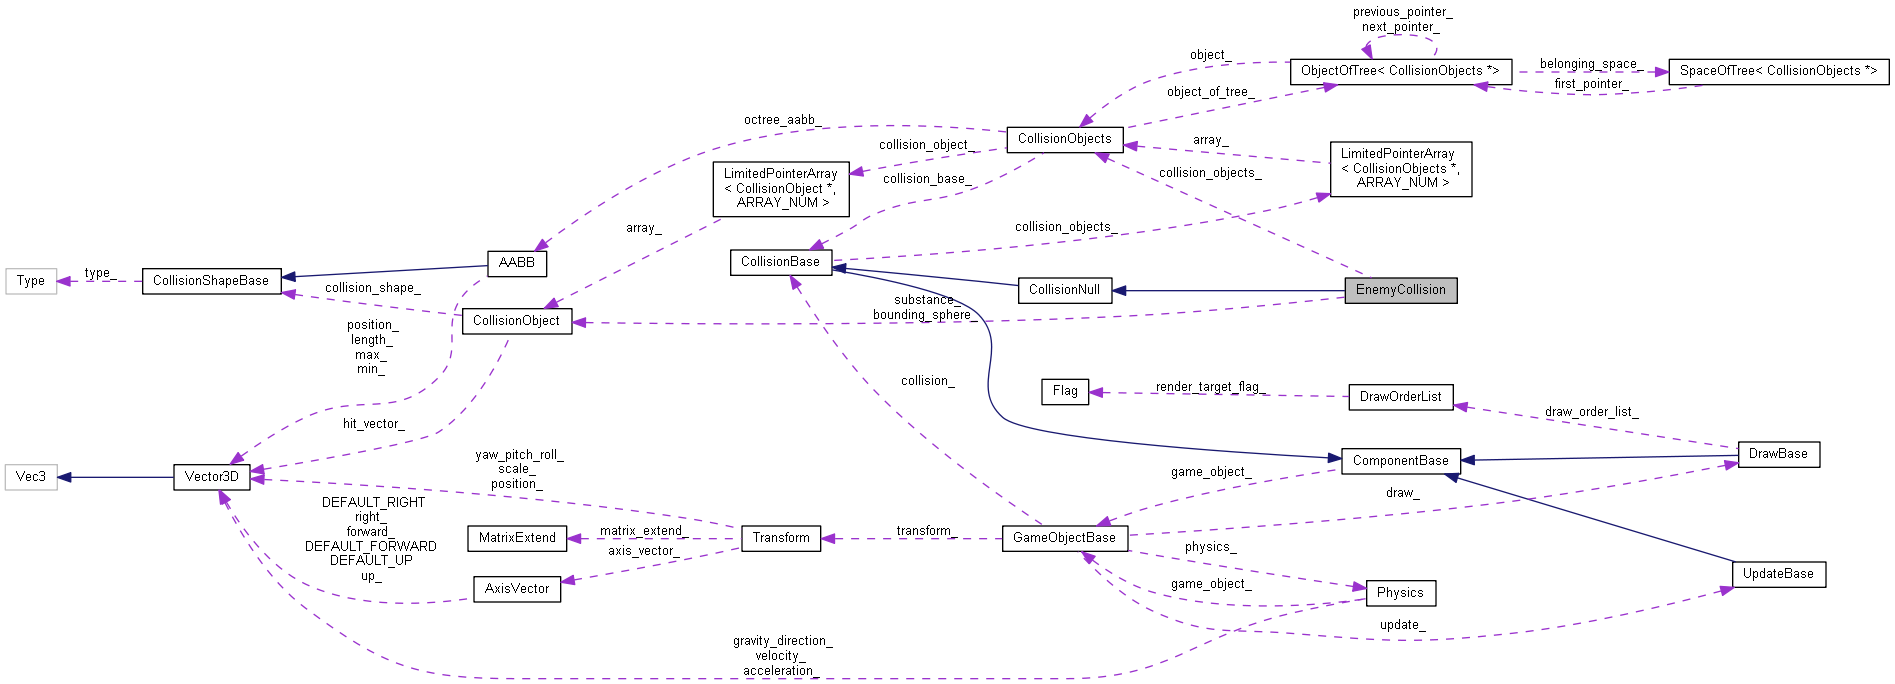 previous_pointer_
next_pointer_
object_
ObjectOfTree< CollisionObjects *>
belonging_space_
SpaceOfTree< CollisionObjects *>
first_pointer_
object_of_tree_
octree_aabb_
CollisionObjects
array_
collision_object_
LimitedPointerArray
< CollisionObjects *,
ARRAY_NUM >
LimitedPointerArray
< CollisionObject *,
ARRAY_NUM >
collision_base_
collision_objects_
array_
collision_objects_
AABB
CollisionBase
Type
type_
CollisionShapeBase
collision_shape_
CollisionNull
EnemyCollision
substance_
bounding_sphere_
CollisionObject
position_
length_
max_
min_
collision_
Flag
render_target_flag_
DrawOrderList
draw_order_list_
hit_vector_
ComponentBase
DrawBase
yaw_pitch_roll_
scale_
position_
game_object_
Vec3
Vector3D
draw_
DEFAULT_RIGHT
right_
forward_
DEFAULT_FORWARD
DEFAULT_UP
up_
MatrixExtend
matrix_extend_
Transform
transform_
GameObjectBase
axis_vector_
physics_
AxisVector
game_object_
Physics
UpdateBase
update_
gravity_direction_
velocity_
acceleration_